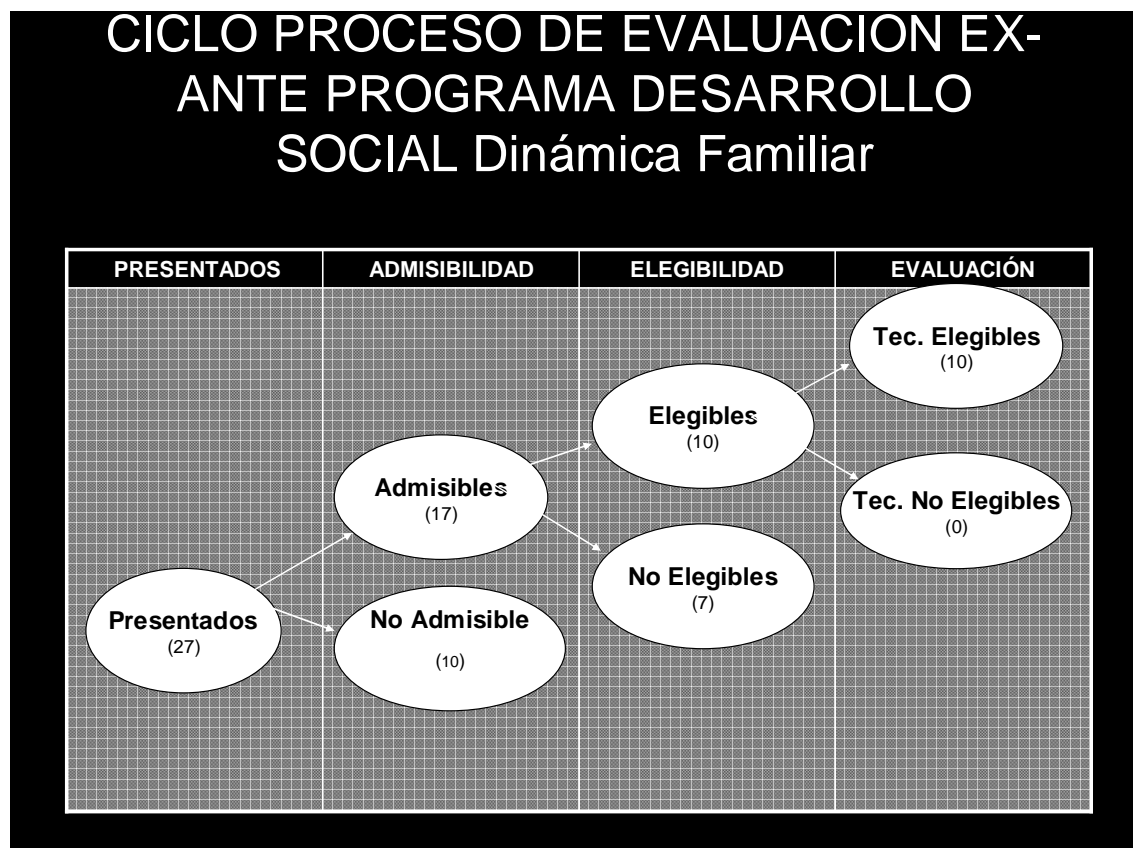 CICLO PROCESO DE EVALUACION EX-
ANTE PROGRAMA DESARROLLO
SOCIAL Dinámica Familiar
PRESENTADOS
ADMISIBILIDAD
ELEGIBILIDAD
EVALUACIÓN
Presentados
(27)
Admisibles
(17)
No Admisible
(10)
Elegibles
(10)
No Elegibles
(7)
Tec. Elegibles
(10)
Tec. No Elegibles
(0)